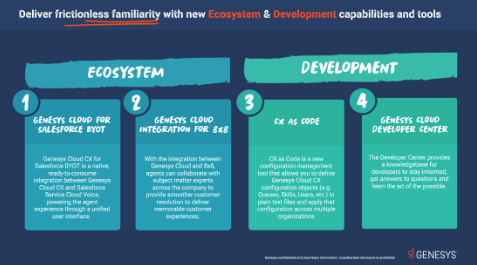 Deliver frictionless familiarity with new Ecosystem & Development capabilities and tools
ECOSYSTEM
DEVELOPMENT
1
GENESYS CLOUD FOR
SALESFORCE BYOT
Genesys Cloud CX for
Salesforce BYOT is a native,
ready-to-consume
integration between Genesys
Cloud CX and Salesforce
Service Cloud Voice,
powering the agent
experience through a unified
user interface.
2
GENESYS CLOUD
INTEGRATION FOR 8X8
With the integration between
Genesys Cloud and 8x8,
agents can collaborate with
subject matter experts
across the company to
provide smoother customer
resolution to deliver
memorable customer
experiences.
3
CX AS CODE
CX as Code is a new
configuration management
tool that allows you to define
Genesys Cloud CX
configuration objects (e.g.
Queues, Skills, Users, etc.) in
plain text files and apply that
configuration across multiple
organizations
4
GENESYS CLOUD
DEVELOPER CENTER
The Developer Center provides
a knowledgebase for
developers to stay informed,
get answers to questions and
learn the art of the possible.
Genesys confidential and proprietary information. Unauthorized disclosure is prohibited.
GENESYS